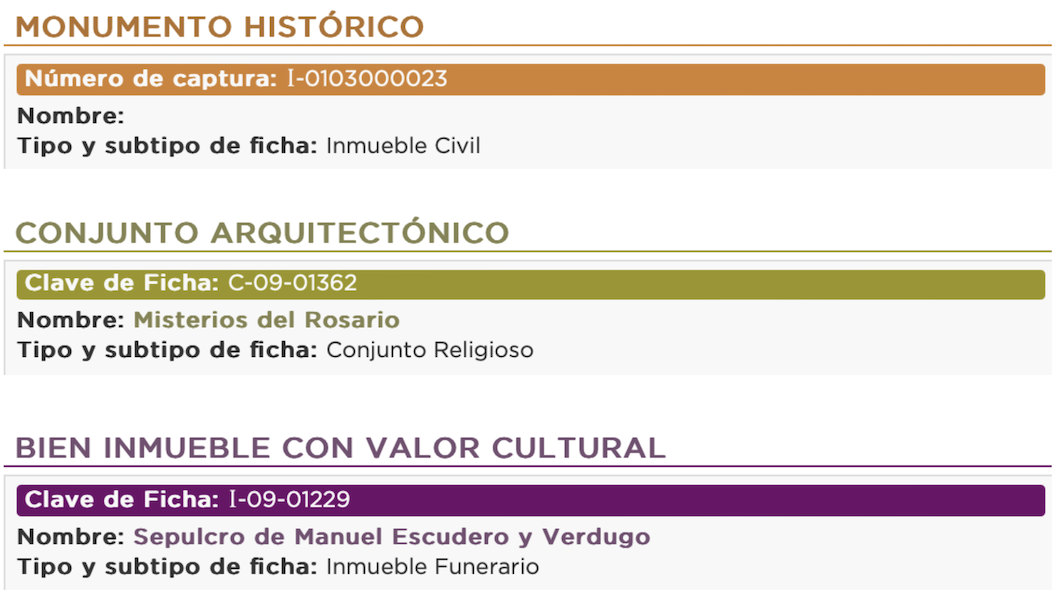 MONUMENTO HISTÓRICO
Número de captura: I-0103000023
Nombre:
Tipo y subtipo de ficha: Inmueble Civil
CONJUNTO ARQUITECTÓNICO
Clave de Ficha: C-09-01362
Nombre: Misterios del Rosario
Tipo y subtipo de ficha: Conjunto Religioso
BIEN INMUEBLE CON VALOR CULTURAL
Clave de Ficha: I-09-01229
Nombre: Sepulcro de Manuel Escudero y Verdugo
Tipo y subtipo de ficha: Inmueble Funerario